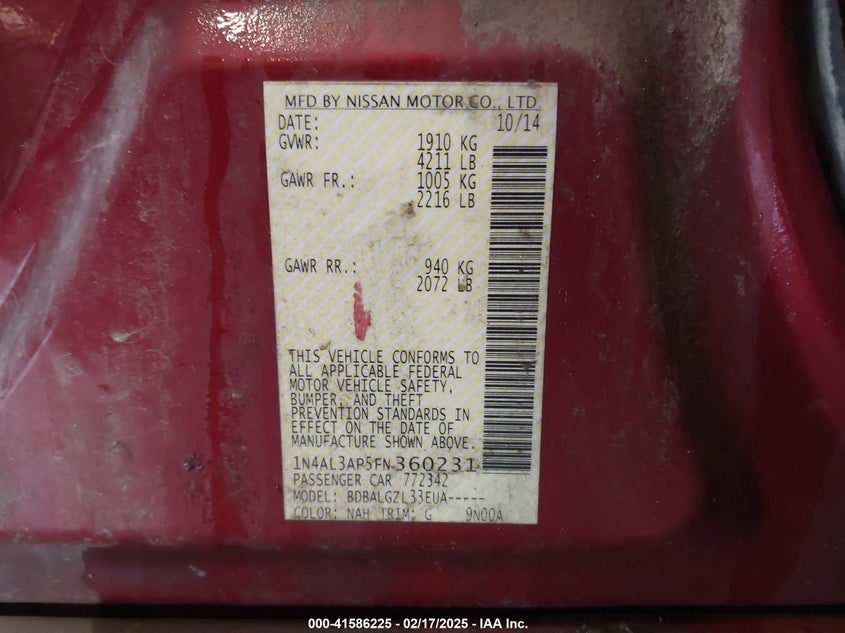 MFD BY NISSAN MOTOR CO., LTD.
DATE: 10/14
GVWR: 1910 KG
4211 LB
GAWR FR.: 1005 KG
2216 LB
GAWR RR.: 940 KG
2072 LB
THIS VEHICLE CONFORMS TO
ALL APPLICABLE FEDERAL
MOTOR VEHICLE SAFETY,
BUMPER, AND THEFT
PREVENTION STANDARDS IN
EFFECT ON THE DATE OF
MANUFACTURE SHOWN ABOVE.
1N4AL3AP5FN360231
PASSENGER CAR 772342
MODEL: BDBALGZL33EUA-----
COLOR: NAH TRIM: G 9N00A
000-41586225 - 02/17/2025 - IAA Inc.